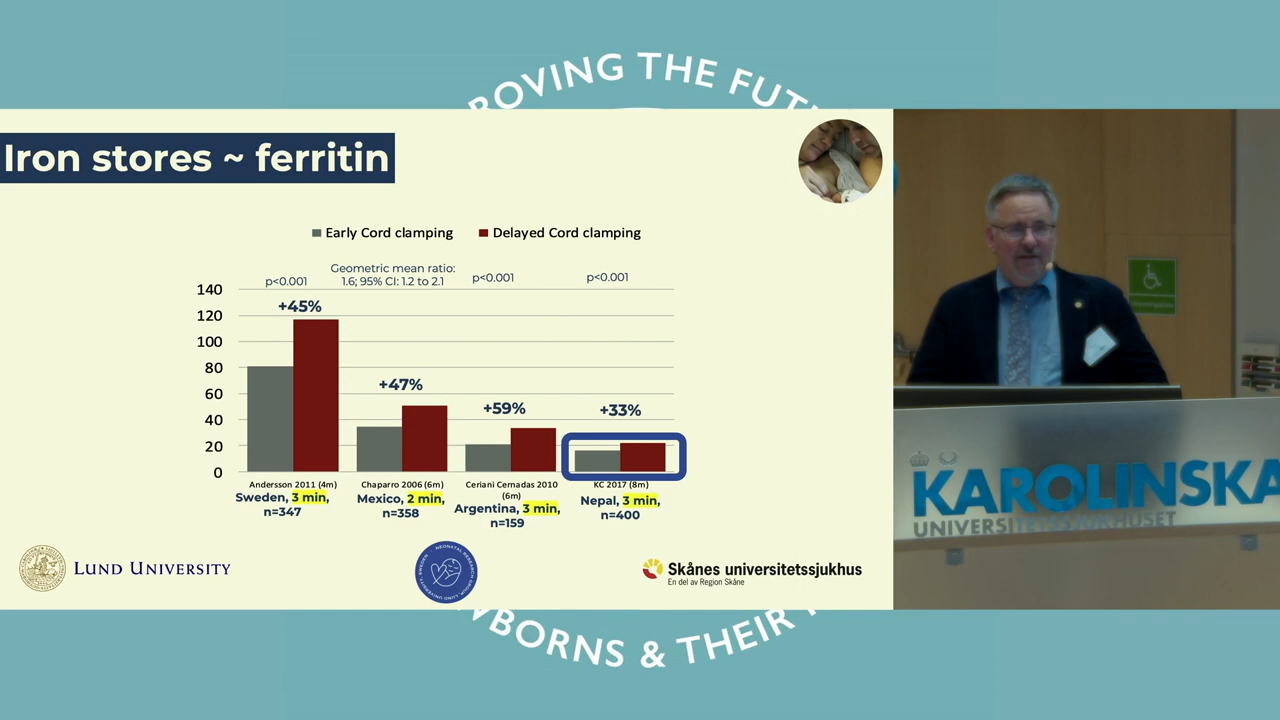 ROVING THE FUT
Iron stores ~ ferritin
Early Cord clamping
Delayed Cord clamping
p<0.001
Geometric mean ratio:
1.6; 95% CI: 1.2 to 2.1
p<0.001
p<0.001
140
120
100
80
60
40
20
0
+45%
+47%
+59%
+33%
Andersson 2011 (4m)
Sweden, 3 min,
n=347
Chaparro 2006 (6m)
Mexico, 2 min,
n=358
Ceriani Cernadas 2010
(6m)
Argentina, 3 min,
n=159
KC 2017 (8m)
Nepal, 3 min,
n=400
LUND UNIVERSITY
Skånes universitetssjukhus
En del av Region Skåne
KAROLINSKA
UNIVERSITETSSJUKHUSET
WBORNS & THEIR